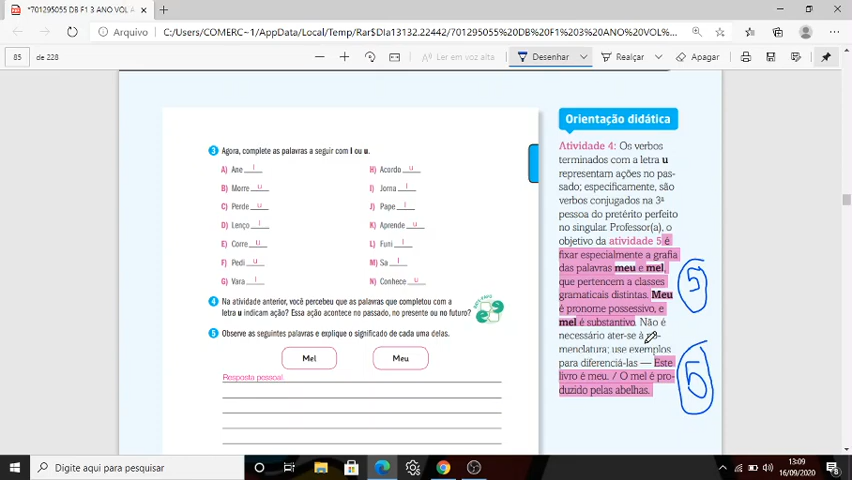 *701295055 DB F1 3 ANO VOL A
85 de 228
Arquivo C:/Users/COMERC~1/AppData/Local/Temp/Rar$DIa13132.22442/701295055%20DB%20F1%203%20ANO%20VOL%...
Ler em voz alta
Desenhar
Realçar
Apagar
3 Agora, complete as palavras a seguir com l ou u.
A) Ane l
B) Morre u
C) Perde u
D) Lenço l
E) Corre u
F) Pedi u
G) Vara l
H) Acordo u
I) Jorna l
J) Pape l
K) Aprende u
L) Funi l
M) Sa l
N) Conhece u
4 Na atividade anterior, você percebeu que as palavras que completou com a
letra u indicam ação? Essa ação acontece no passado, no presente ou no futuro?
5 Observe as seguintes palavras e explique o significado de cada uma delas.
Mel
Meu
Resposta pessoal.
Orientação didática
Atividade 4: Os verbos
terminados com a letra u
representam ações no pas-
sado; especificamente, são
verbos conjugados na 3ª
pessoa do pretérito perfeito
no singular. Professor(a), o
objetivo da atividade 5 é
fixar especialmente a grafia
das palavras meu e mel,
que pertencem a classes
gramaticais distintas. Meu
é pronome possessivo, e
mel é substantivo. Não é
necessário ater-se à no-
menclatura; use exemplos
para diferenciá-las — Este
livro é meu. / O mel é pro-
duzido pelas abelhas.
5
5
Digite aqui para pesquisar
13:09
16/09/2020